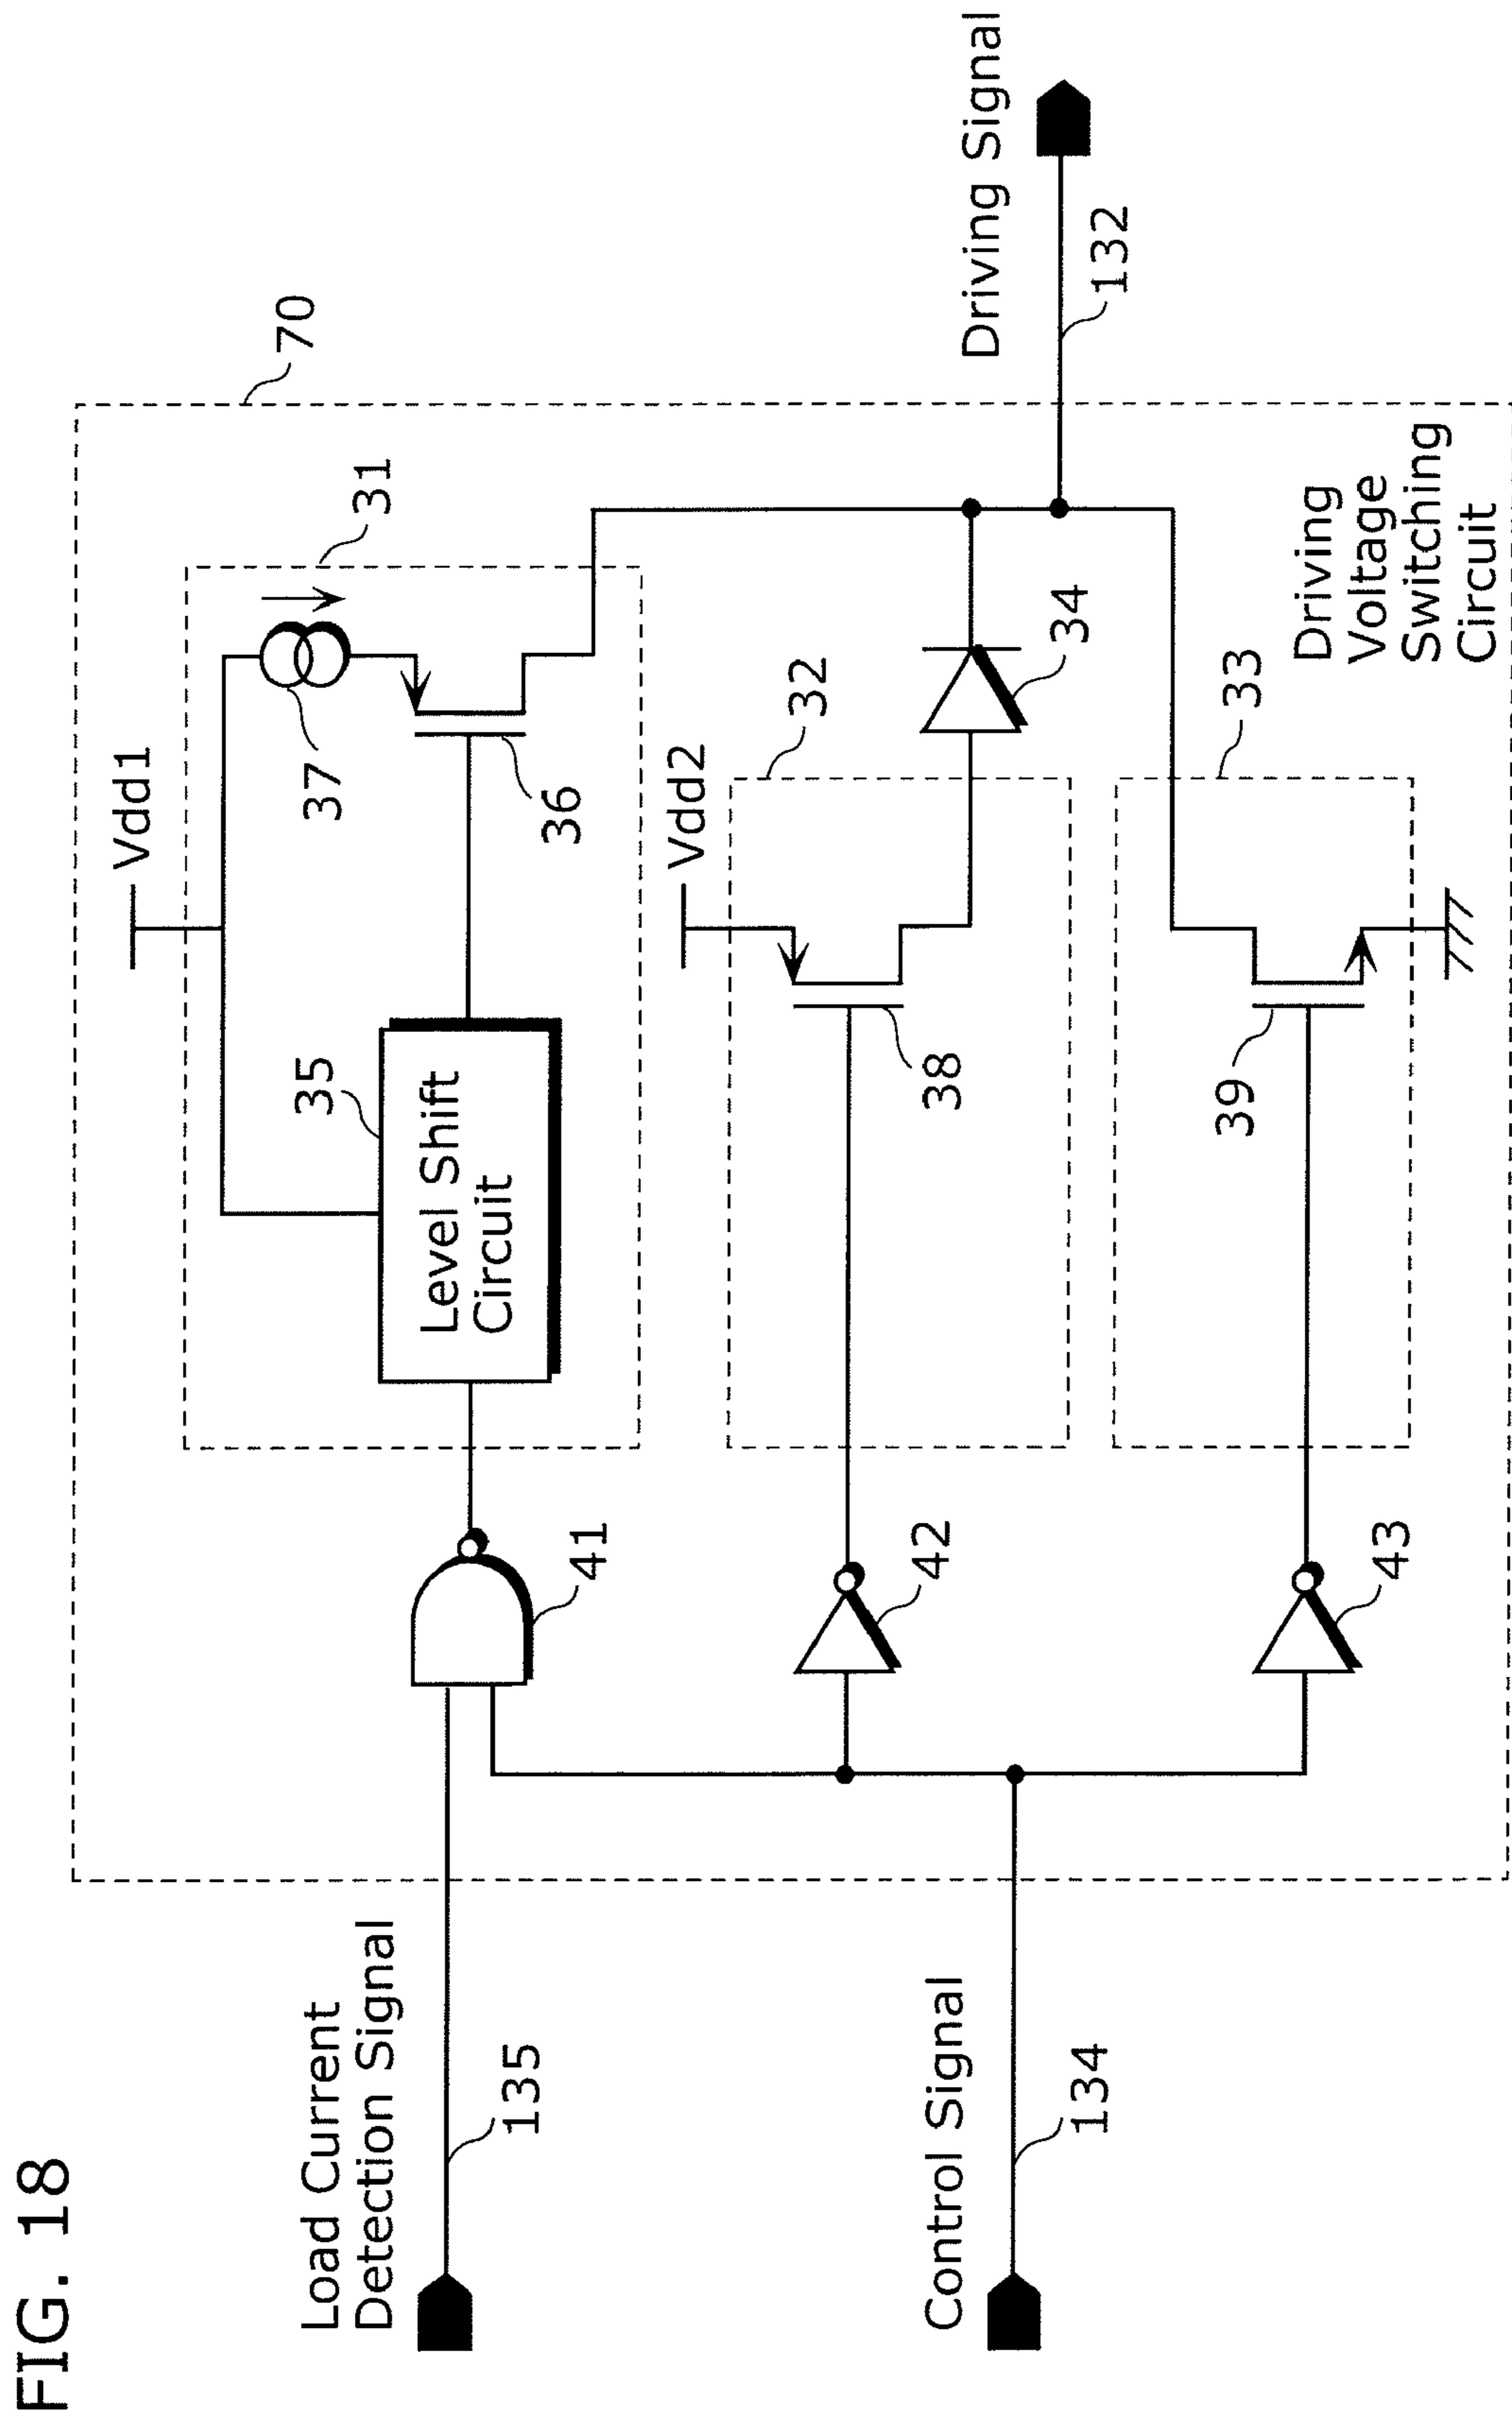 FIG. 18
Load Current
Detection Signal
135
Control Signal
134
41
42
43
Vdd1
35
Level Shift
Circuit
37
36
31
Vdd2
32
38
34
33
39
70
Driving
Voltage
Switching
Circuit
Driving Signal
132